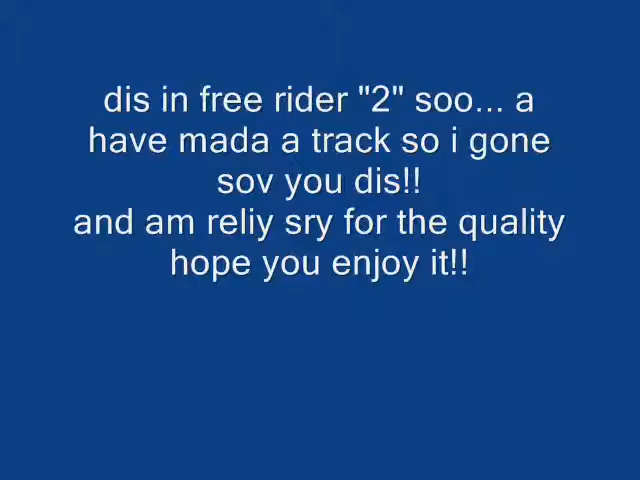 dis in free rider "2" soo... a
have mada a track so i gone
sov you dis!!
and am reliy sry for the quality
hope you enjoy it!!